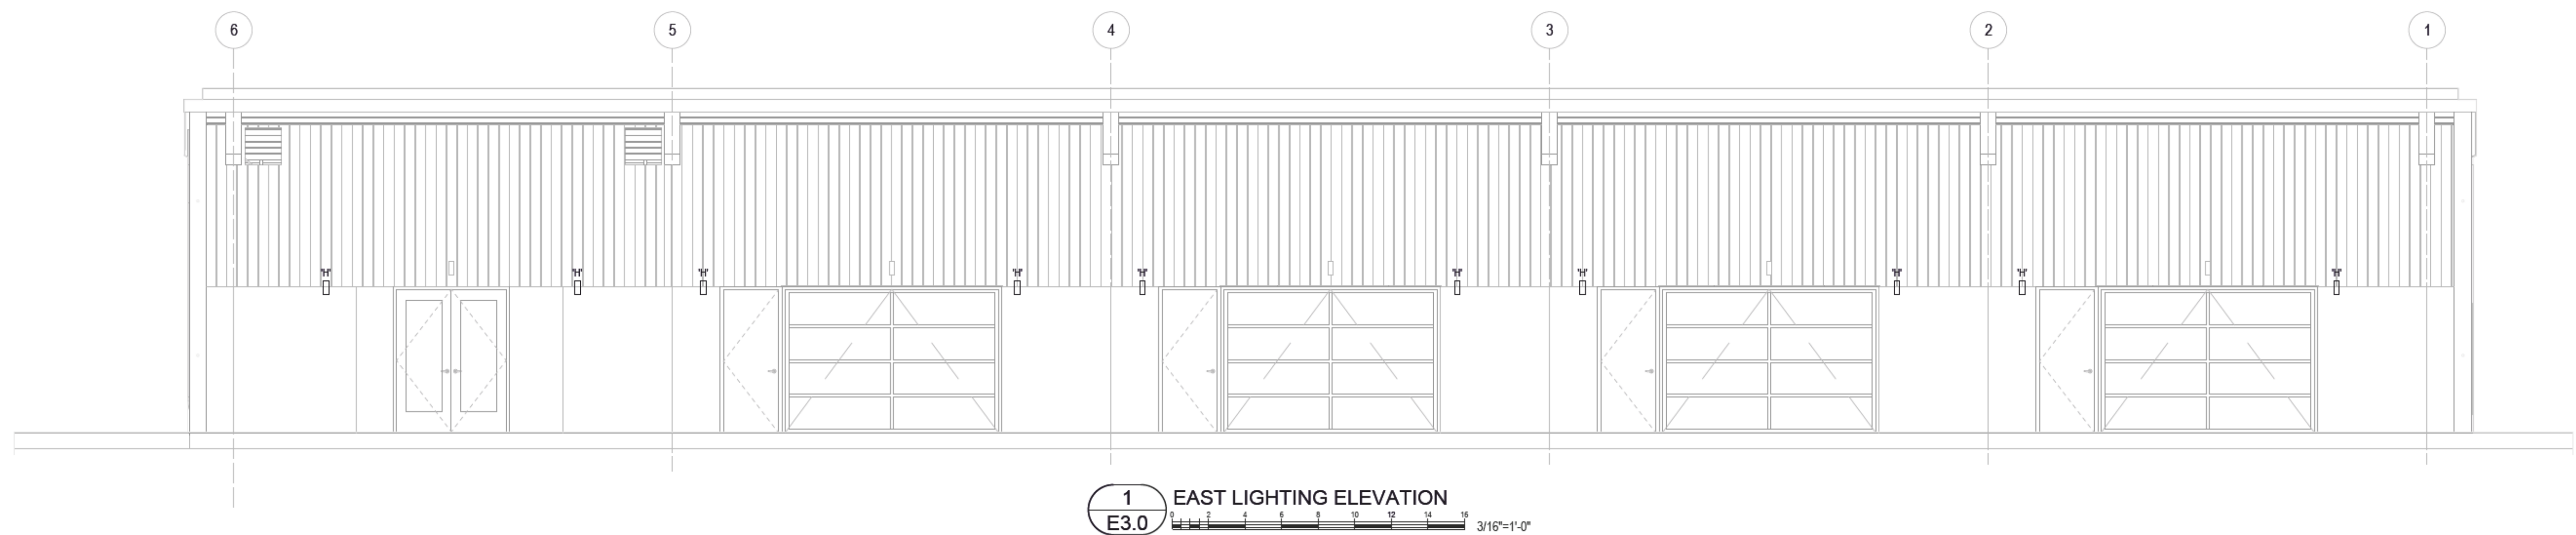 6 5 4 3 2 1
'H' 'H' 'H' 'H' 'H' 'H' 'H' 'H' 'H' 'H'
1 EAST LIGHTING ELEVATION
0 2 4 6 8 10 12 14 16
E3.0 3/16"=1'-0"